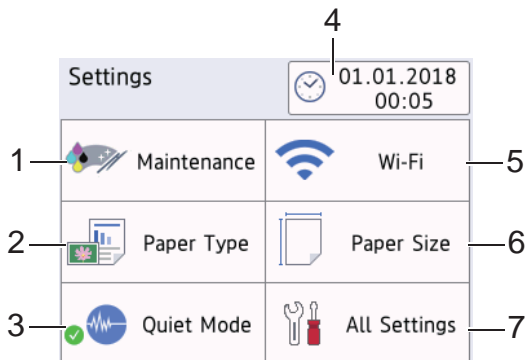 4
Settings
01.01.2018
00:05
1
Maintenance
Wi-Fi
5
2
Paper Type
Paper Size
6
3
Quiet Mode
All Settings
7